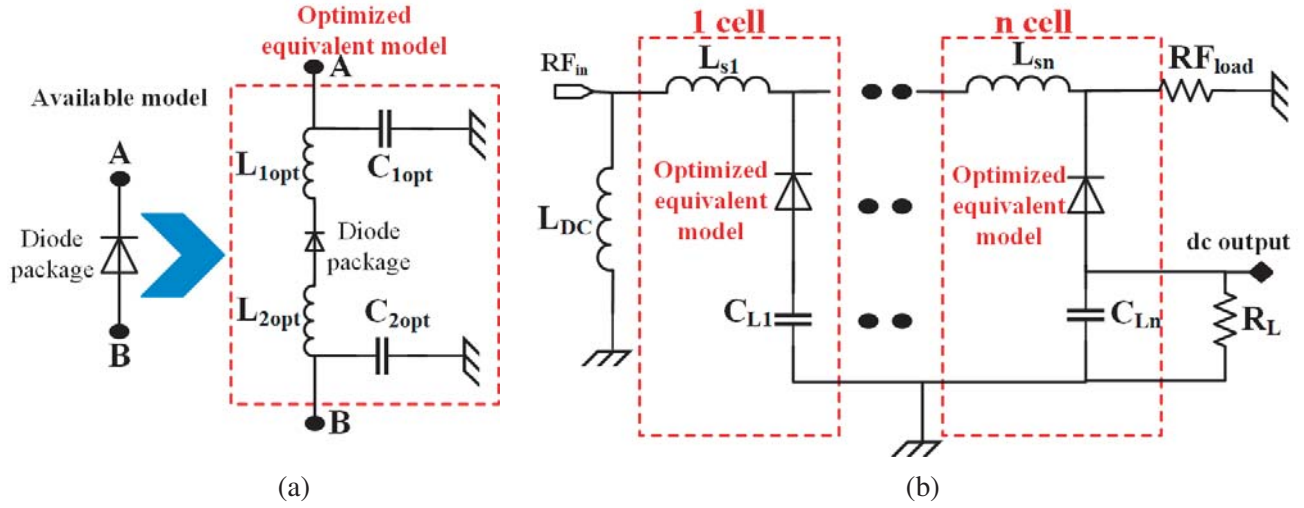 Optimized
equivalent model
A
Available model
A
L1opt
C1opt
Diode
package
Diode
package
L2opt
C2opt
B
B
(a)
1 cell
n cell
Ls1
Lsn
RFin
RFload
Optimized
equivalent
model
Optimized
equivalent
model
LDC
dc output
CL1
CLn
RL
(b)